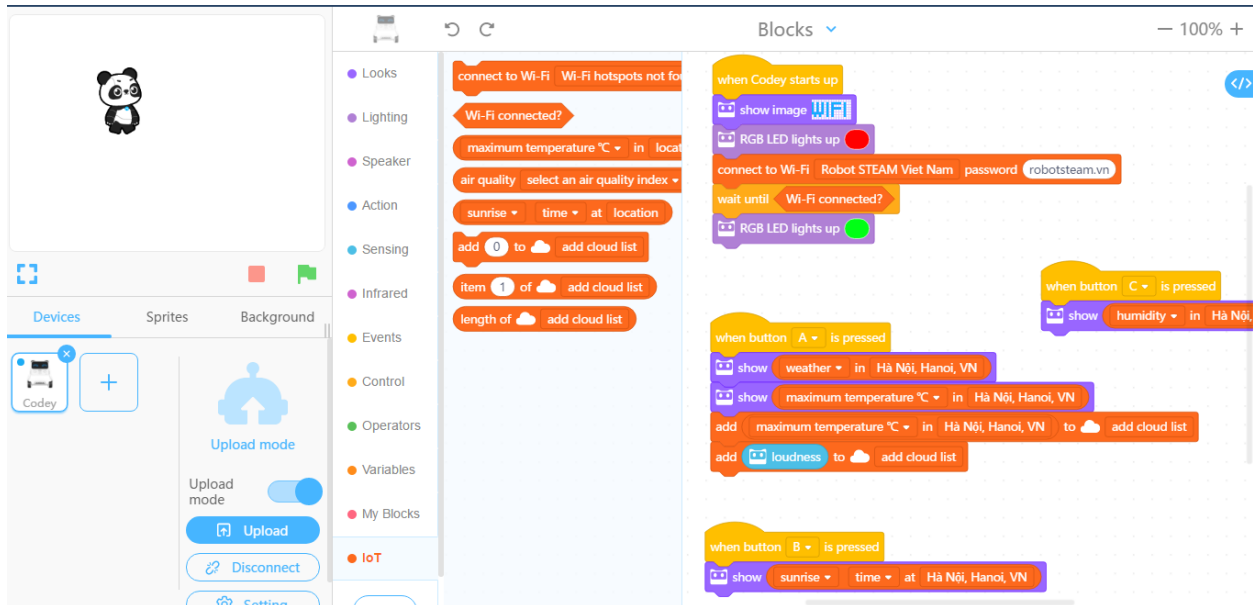 Blocks
— 100% +
Looks
Lighting
Speaker
Action
Sensing
Infrared
Events
Control
Operators
Variables
My Blocks
IoT
connect to Wi-Fi Wi-Fi hotspots not
Wi-Fi connected?
maximum temperature °C in
air quality select an air quality index
sunrise time at location
add 0 to add cloud list
item 1 of add cloud list
length of add cloud list
when Codey starts up
show image WIFI
RGB LED lights up
connect to Wi-Fi Robot STEAM Viet Nam password robotsteam.vn
wait until Wi-Fi connected?
RGB LED lights up
when button C is pressed
show humidity in Hà Nội,
when button A is pressed
show weather in Hà Nội, Hanoi, VN
show maximum temperature °C in Hà Nội, Hanoi, VN
add maximum temperature °C in Hà Nội, Hanoi, VN to add cloud list
add loudness to add cloud list
when button B is pressed
show sunrise time at Hà Nội, Hanoi, VN
Devices Sprites Background
Codey
+
Upload mode
Upload mode
Upload
Disconnect
Setting